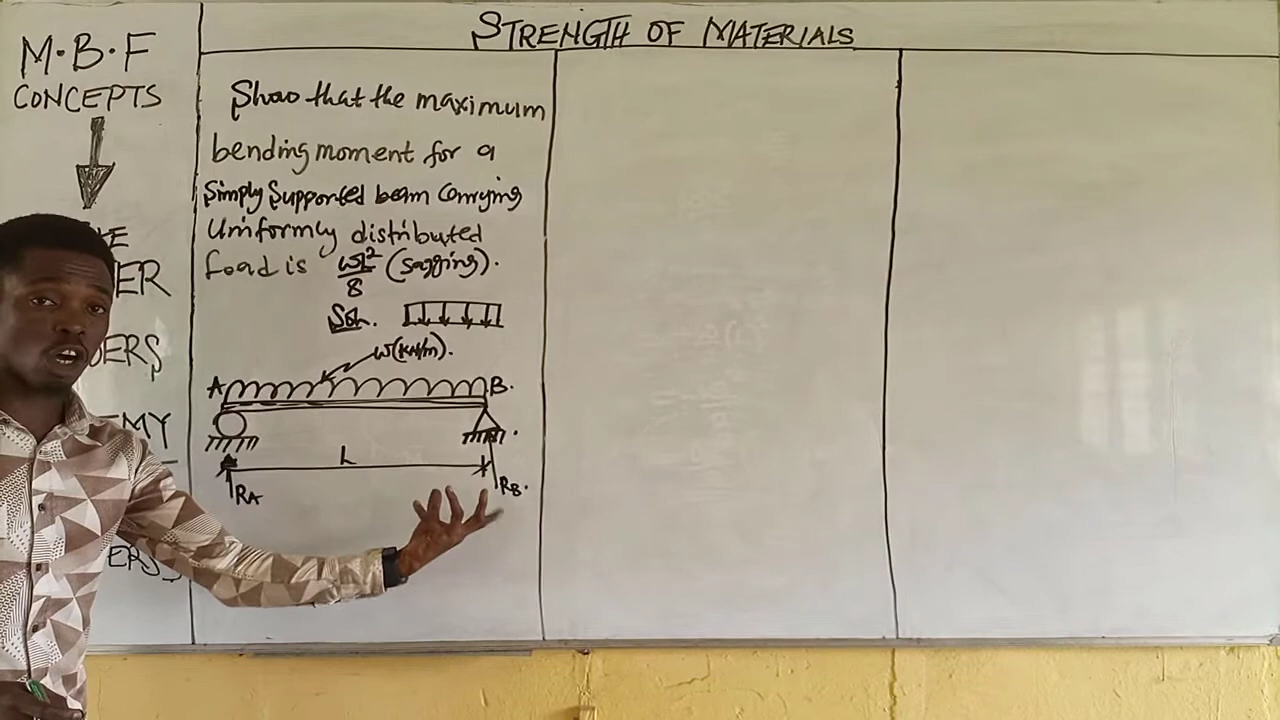 STRENGTH OF MATERIALS
M.B.F
CONCEPTS
ERS
Show that the maximum
bending moment for a
Simply Supported beam Carrying
Uniformly distributed
Load is wL²/8 (Sagging).
Soln.
w(kN/m).
A B.
L
RA RB.